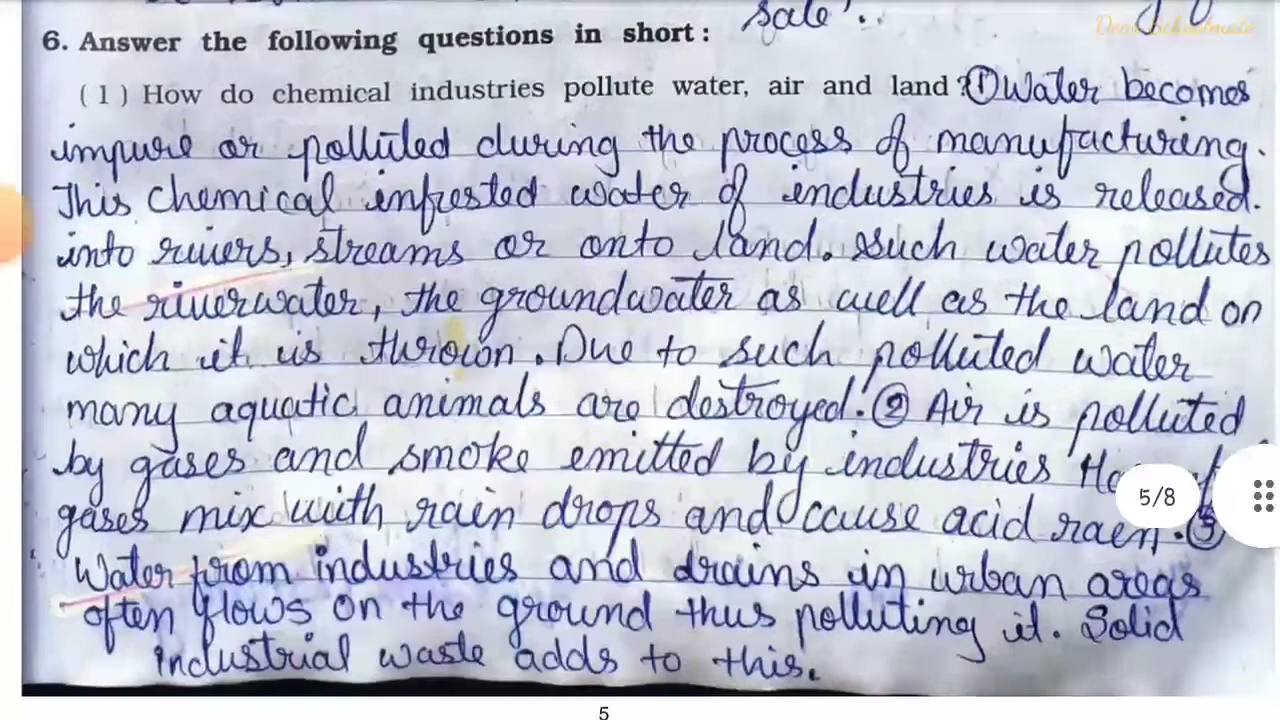 sale'..
Dear Schoolmate
6. Answer the following questions in short :
( 1 ) How do chemical industries pollute water, air and land ? ① Water becomes
impure or polluted during the process of manufacturing.
This chemical infested water of industries is released.
into rivers, streams or onto land. Such water pollutes
the riverwater, the groundwater as well as the land on
which it is thrown. Due to such polluted water
many aquatic animals are destroyed. ② Air is polluted
by gases and smoke emitted by industries
5/8
gases mix with rain drops and cause acid raen. ③
Water from industries and drains in urban areas
often flows on the ground thus polluting it. Solid
industrial waste adds to this.
5